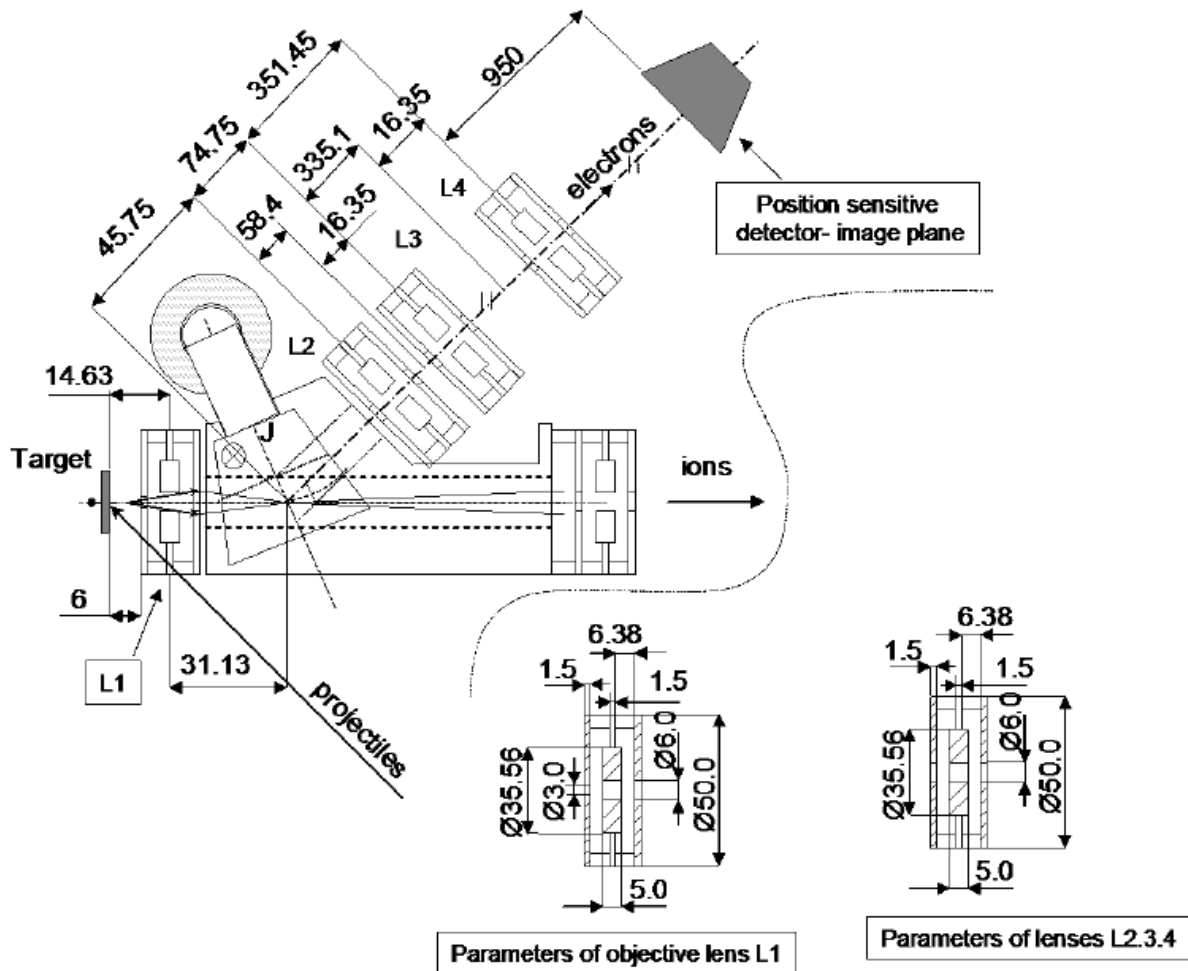 351.45
950
74.75
16.35
335.1
45.75
58.4
16.35
L4
electrons
L3
L2
Position sensitive
detector- image plane
14.63
J
Target
ions
6
L1
31.13
projectiles
6.38
1.5
1.5
Ø35.56
Ø3.0
Ø6.0
Ø50.0
5.0
Parameters of objective lens L1
6.38
1.5
1.5
Ø35.56
Ø6.0
Ø50.0
5.0
Parameters of lenses L2.3.4